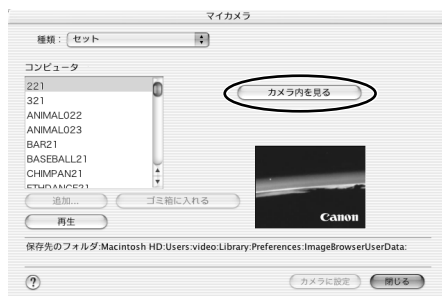 マイカメラ
種類： セット
コンピュータ
221
321
ANIMAL022
ANIMAL023
BAR21
BASEBALL21
CHIMPAN21
ETHDANCE21
カメラ内を見る
Canon
追加...
ゴミ箱に入れる
再生
保存先のフォルダ:Macintosh HD:Users:video:Library:Preferences:ImageBrowserUserData:
?
カメラに設定
閉じる